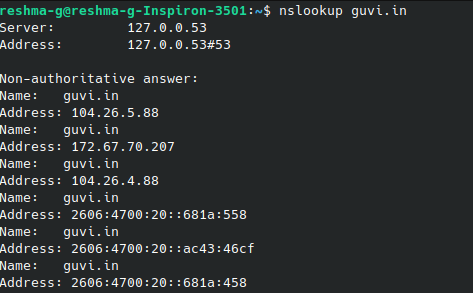 reshma-g@reshma-g-Inspiron-3501:~$ nslookup guvi.in
Server:         127.0.0.53
Address:        127.0.0.53#53

Non-authoritative answer:
Name:   guvi.in
Address: 104.26.5.88
Name:   guvi.in
Address: 172.67.70.207
Name:   guvi.in
Address: 104.26.4.88
Name:   guvi.in
Address: 2606:4700:20::681a:558
Name:   guvi.in
Address: 2606:4700:20::ac43:46cf
Name:   guvi.in
Address: 2606:4700:20::681a:458